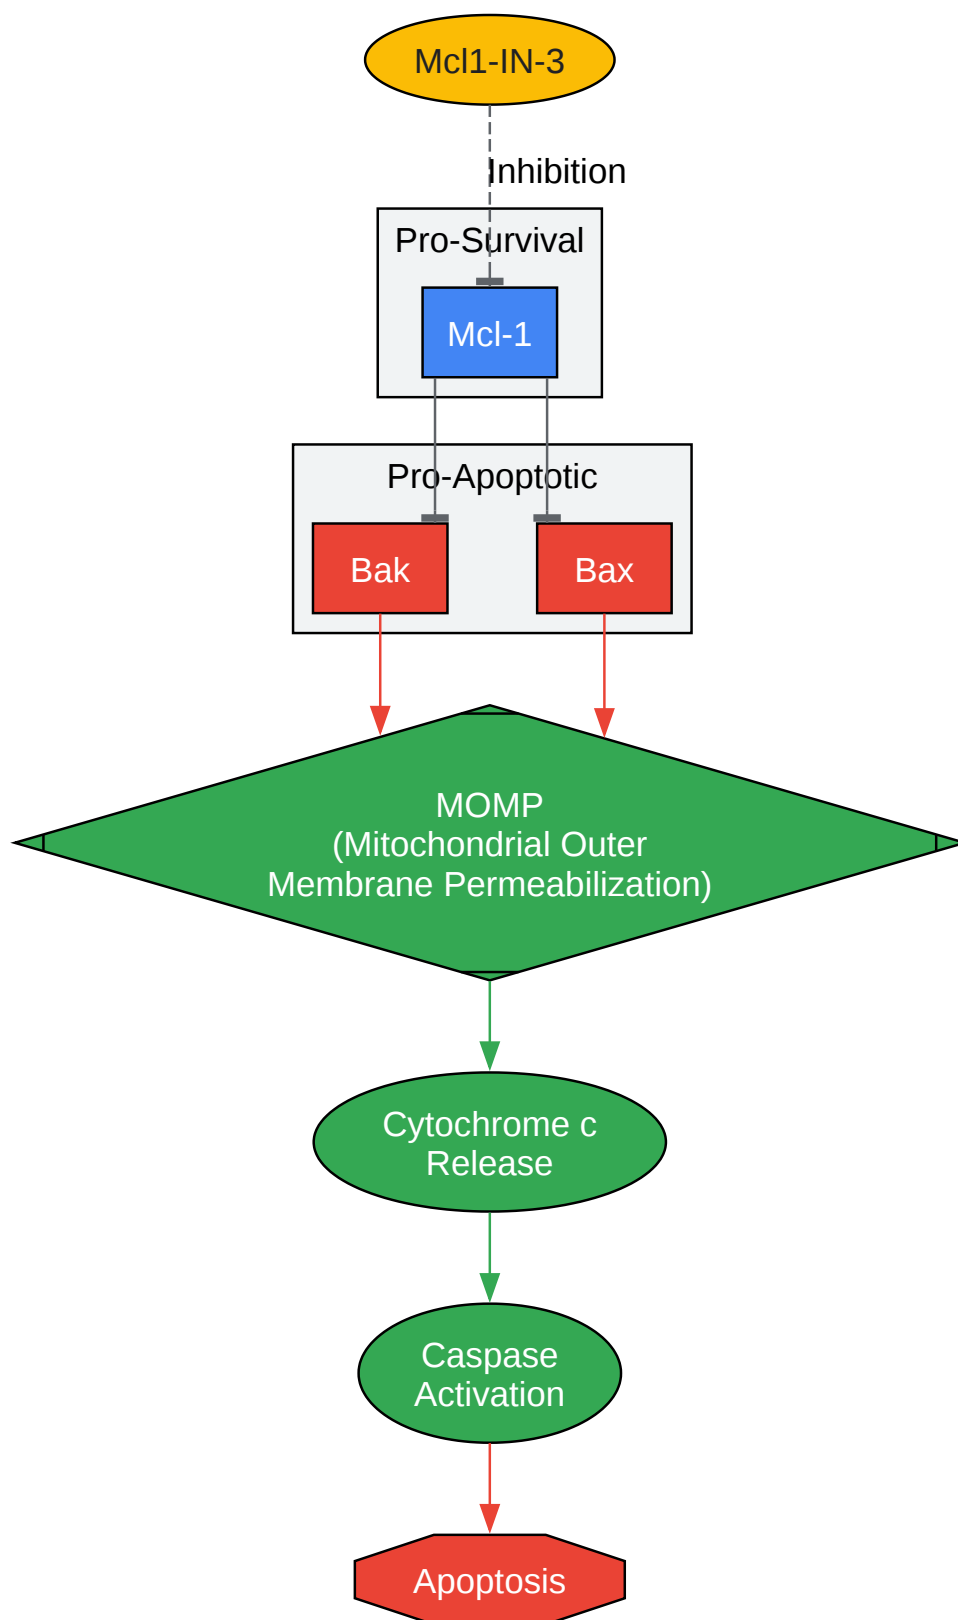 Mcl1-IN-3
Inhibition
Pro-Survival
Mcl-1
Pro-Apoptotic
Bak
Bax
MOMP
(Mitochondrial Outer
Membrane Permeabilization)
Cytochrome c
Release
Caspase
Activation
Apoptosis